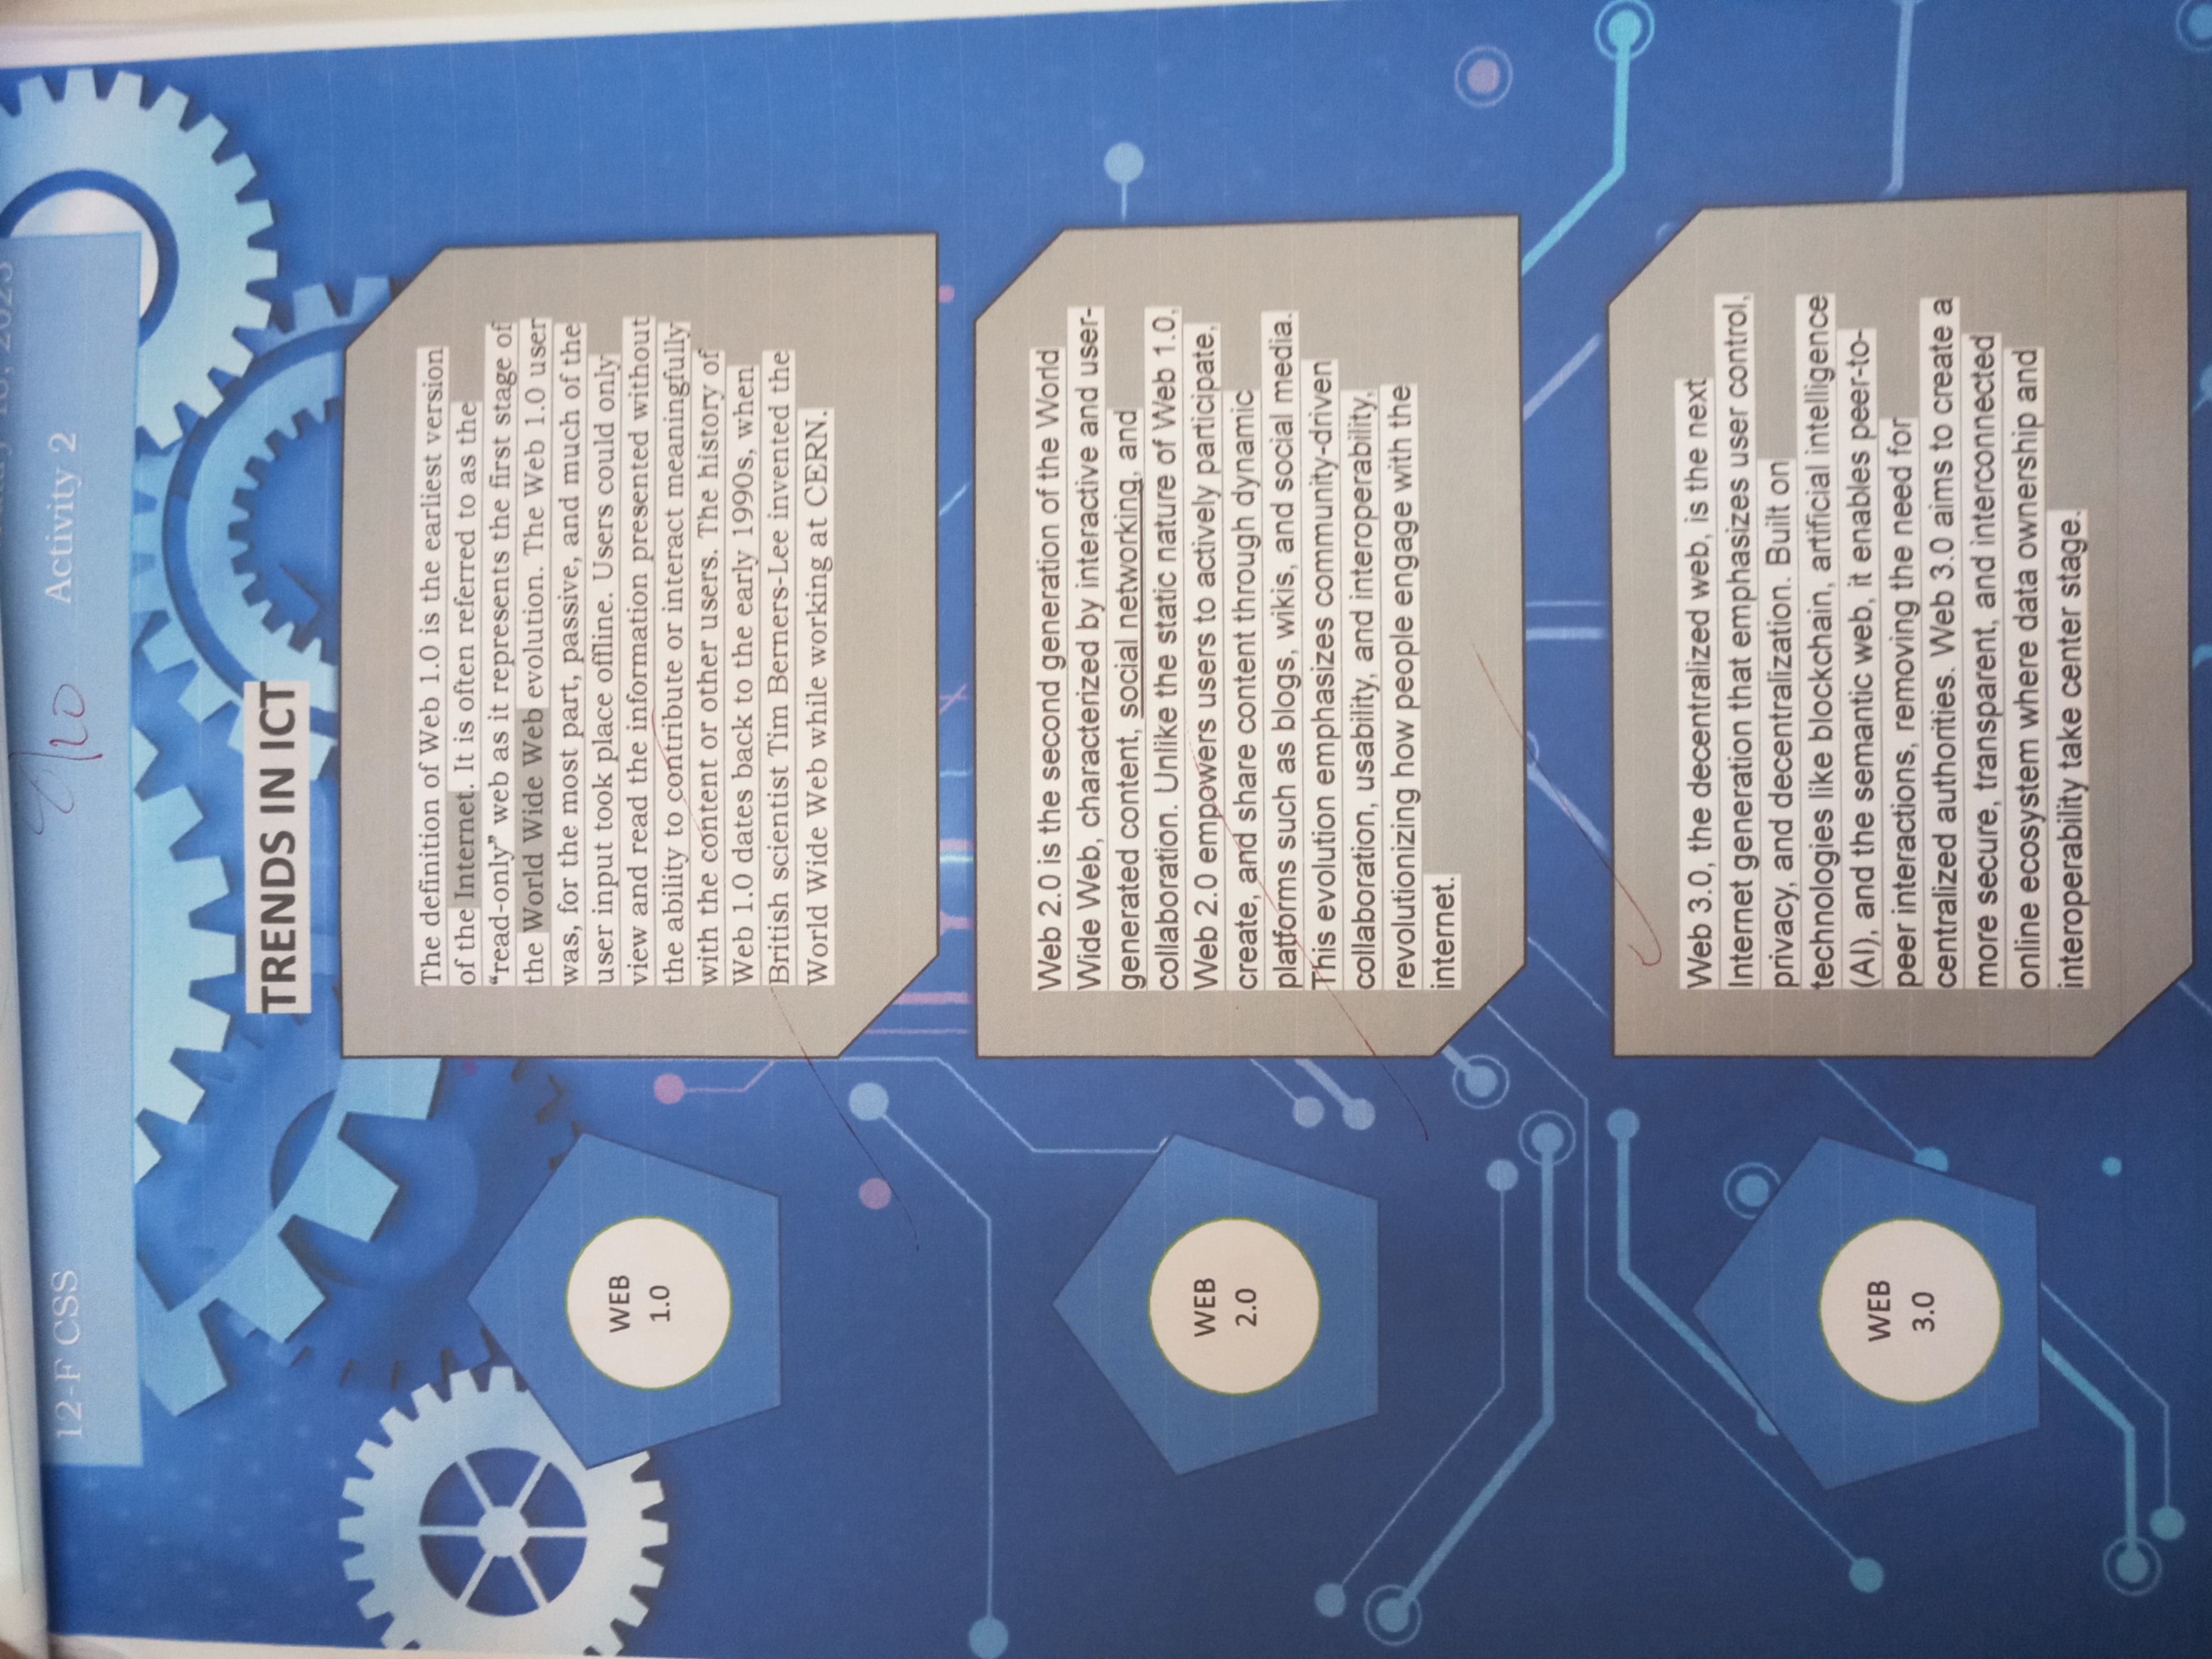 12-F CSS
Activity 2
TRENDS IN ICT
WEB
1.0
The definition of Web 1.0 is the earliest version
of the Internet. It is often referred to as the
“read-only” web as it represents the first stage of
the World Wide Web evolution. The Web 1.0 user
was, for the most part, passive, and much of the
user input took place offline. Users could only
view and read the information presented without
the ability to contribute or interact meaningfully
with the content or other users. The history of
Web 1.0 dates back to the early 1990s, when
British scientist Tim Berners-Lee invented the
World Wide Web while working at CERN.
WEB
2.0
Web 2.0 is the second generation of the World
Wide Web, characterized by interactive and user-
generated content, social networking, and
collaboration. Unlike the static nature of Web 1.0,
Web 2.0 empowers users to actively participate,
create, and share content through dynamic
platforms such as blogs, wikis, and social media.
This evolution emphasizes community-driven
collaboration, usability, and interoperability,
revolutionizing how people engage with the
internet.
WEB
3.0
Web 3.0, the decentralized web, is the next
Internet generation that emphasizes user control,
privacy, and decentralization. Built on
technologies like blockchain, artificial intelligence
(AI), and the semantic web, it enables peer-to-
peer interactions, removing the need for
centralized authorities. Web 3.0 aims to create a
more secure, transparent, and interconnected
online ecosystem where data ownership and
interoperability take center stage.